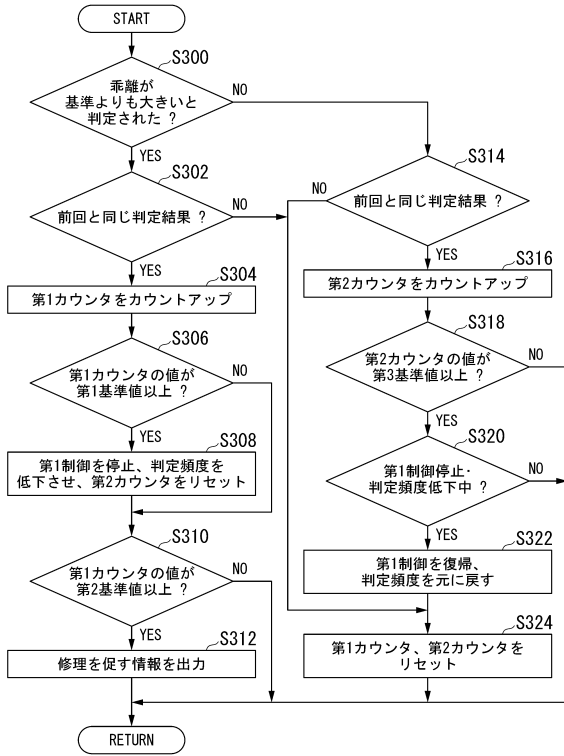 START
S300
乖離が
基準よりも大きいと
判定された ?
NO
YES
S302
前回と同じ判定結果 ?
NO
YES
S304
第1カウンタをカウントアップ
S306
第1カウンタの値が
第1基準値以上 ?
NO
YES
S308
第1制御を停止、判定頻度を
低下させ、第2カウンタをリセット
S310
第1カウンタの値が
第2基準値以上 ?
NO
YES
S312
修理を促す情報を出力
RETURN
S314
NO
前回と同じ判定結果 ?
YES
S316
第2カウンタをカウントアップ
S318
第2カウンタの値が
第3基準値以上 ?
NO
YES
S320
第1制御停止・
判定頻度低下中 ?
NO
YES
S322
第1制御を復帰、
判定頻度を元に戻す
S324
第1カウンタ、第2カウンタを
リセット